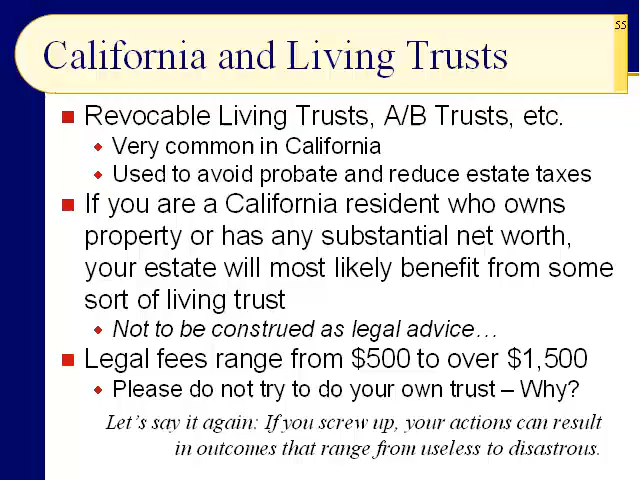 55
California and Living Trusts
Revocable Living Trusts, A/B Trusts, etc.
Very common in California
Used to avoid probate and reduce estate taxes
If you are a California resident who owns
property or has any substantial net worth,
your estate will most likely benefit from some
sort of living trust
Not to be construed as legal advice…
Legal fees range from $500 to over $1,500
Please do not try to do your own trust – Why?
Let's say it again: If you screw up, your actions can result
in outcomes that range from useless to disastrous.